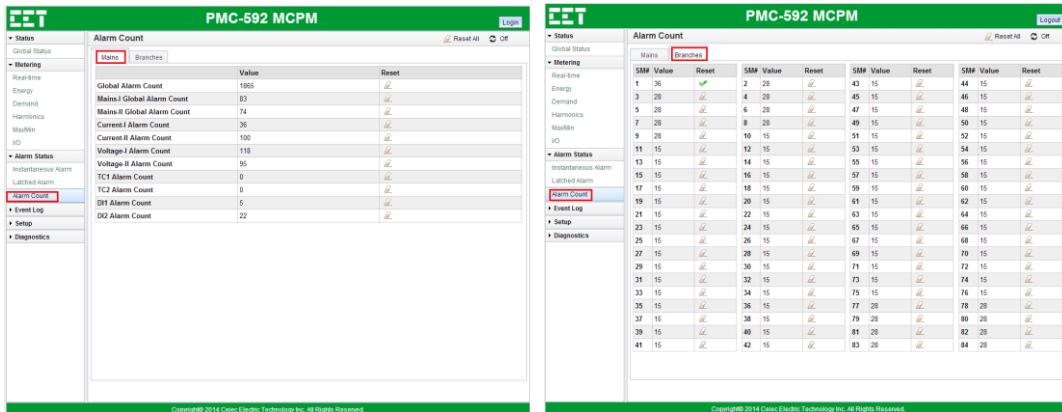 CET
PMC-592 MCPM
Login
Status
Global Status
Metering
Real-time
Energy
Demand
Harmonics
Max/Min
I/O
Alarm Status
Instantanesus Alarm
Latched Alarm
Alarm Count
Event Log
Setup
Diagnostics
Alarm Count
Reset All Off
Mains Branches
Value Reset
Global Alarm Count 1865
Mains-I Global Alarm Count 83
Mains-II Global Alarm Count 74
Current-I Alarm Count 36
Current-II Alarm Count 100
Voltage-I Alarm Count 118
Voltage-II Alarm Count 95
TC1 Alarm Count 0
TC2 Alarm Count 0
DI1 Alarm Count 5
DI2 Alarm Count 22
Copyright© 2014 Ceiec Electric Technology Inc. All Rights Reserved.
CET
PMC-592 MCPM
Logout
Status
Global Status
Metering
Real-time
Energy
Demand
Harmonics
Max/Min
I/O
Alarm Status
Instantanesus Alarm
Latched Alarm
Alarm Count
Event Log
Setup
Diagnostics
Alarm Count
Reset All Off
Mains Branches
SM# Value Reset SM# Value Reset SM# Value Reset SM# Value Reset
1 36 2 28 43 15 44 15
3 28 4 28 45 15 46 15
5 28 6 28 47 15 48 15
7 28 8 28 49 15 50 15
9 28 10 15 51 15 52 15
11 15 12 15 53 15 54 15
13 15 14 15 55 15 56 15
15 15 16 15 57 15 58 15
17 15 18 15 59 15 60 15
19 15 20 15 61 15 62 15
21 15 22 15 63 15 64 15
23 15 24 15 65 15 66 15
25 15 26 15 67 15 68 15
27 15 28 15 69 15 70 15
29 15 30 15 71 15 72 15
31 15 32 15 73 15 74 15
33 15 34 15 75 15 76 15
35 15 36 15 77 28 78 28
37 15 38 15 79 28 80 28
39 15 40 15 81 28 82 28
41 15 42 15 83 28 84 28
Copyright© 2014 Ceiec Electric Technology Inc. All Rights Reserved.